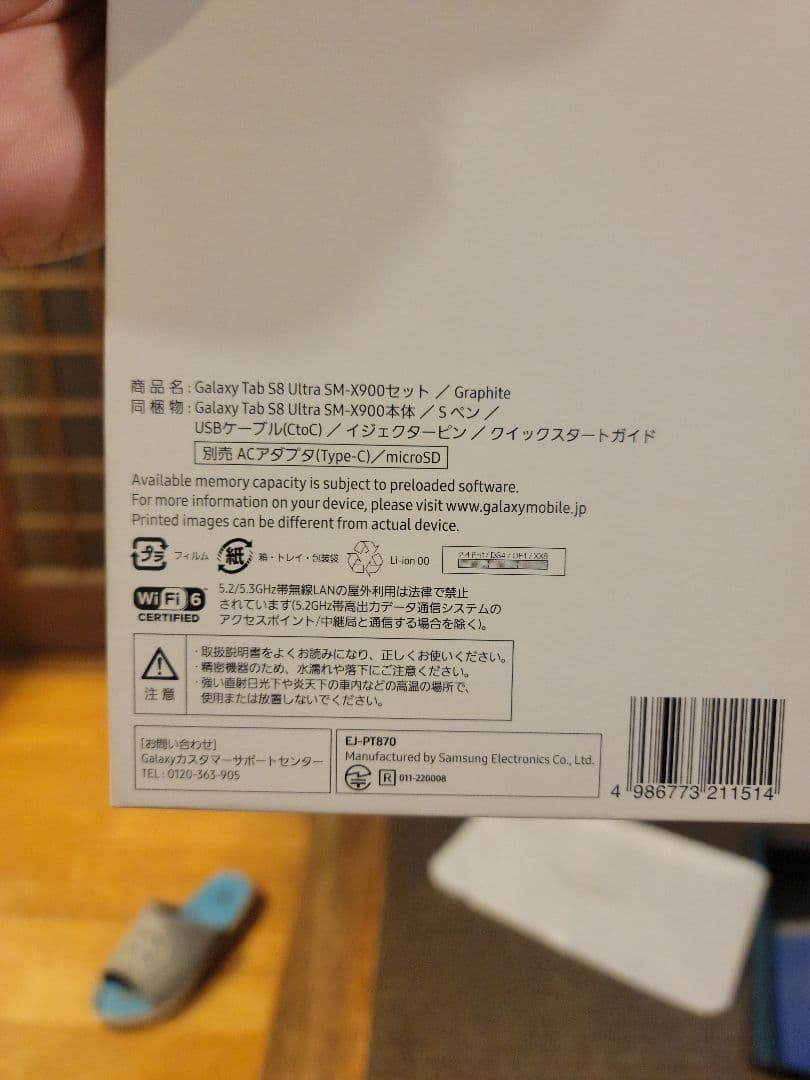 商品名：Galaxy Tab S8 Ultra SM-X900セット ／ Graphite
同梱物：Galaxy Tab S8 Ultra SM-X900本体 ／ S ペン ／
USBケーブル(CtoC) ／ イジェクターピン ／ クイックスタートガイド
別売 ACアダプタ(Type-C)／microSD
Available memory capacity is subject to preloaded software.
For more information on your device, please visit www.galaxymobile.jp
Printed images can be different from actual device.
プラ フィルム 紙 箱・トレイ・包装袋 Li-ion 00
Wi Fi 6
CERTIFIED
5.2/5.3GHz帯無線LANの屋外利用は法律で禁止
されています(5.2GHz帯高出力データ通信システムの
アクセスポイント/中継局と通信する場合を除く)。
注意
・取扱説明書をよくお読みになり、正しくお使いください。
・精密機器のため、水濡れや落下にご注意ください。
・強い直射日光下や炎天下の車内などの高温の場所で、
使用または放置しないでください。
[お問い合わせ]
Galaxyカスタマーサポートセンター
TEL : 0120-363-905
EJ-PT870
Manufactured by Samsung Electronics Co., Ltd.
R 011-220008
4 986773 211514